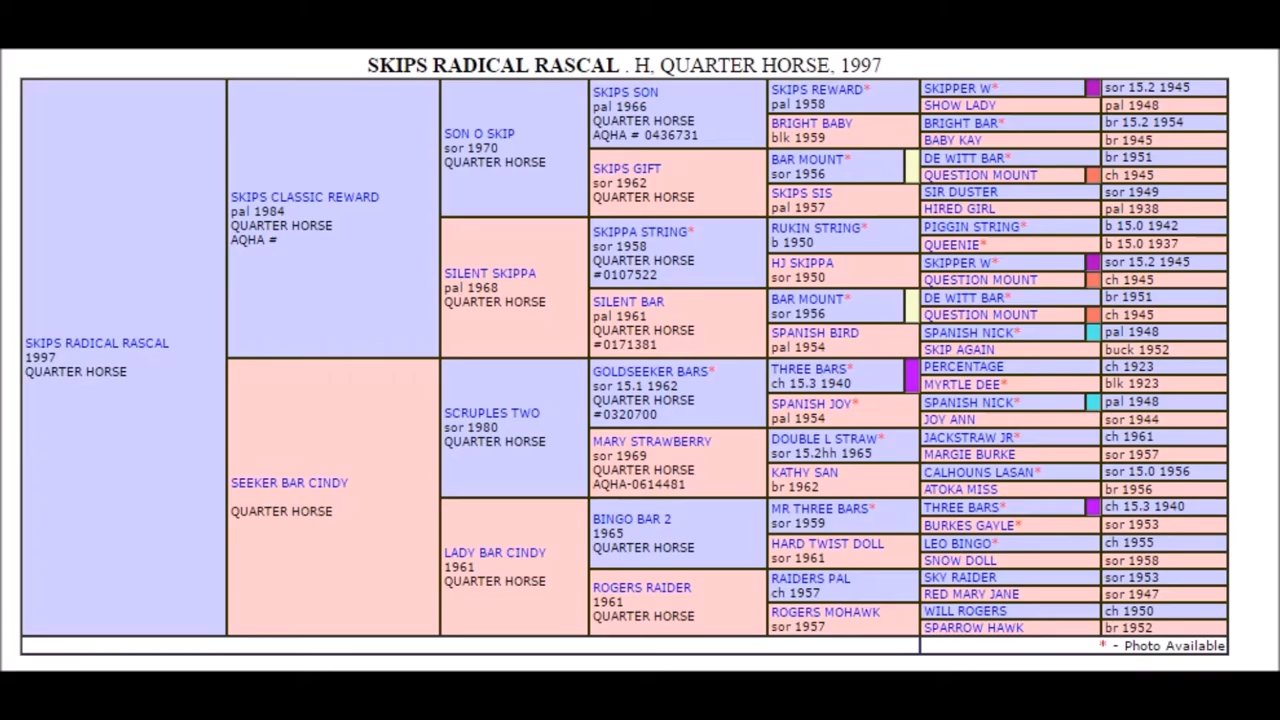 SKIPS RADICAL RASCAL . H, QUARTER HORSE, 1997
SKIPS RADICAL RASCAL
1997
QUARTER HORSE
SKIPS CLASSIC REWARD
pal 1984
QUARTER HORSE
AQHA #
SEEKER BAR CINDY
QUARTER HORSE
SON O SKIP
sor 1970
QUARTER HORSE
SILENT SKIPPA
pal 1968
QUARTER HORSE
SCRUPLES TWO
sor 1980
QUARTER HORSE
LADY BAR CINDY
1961
QUARTER HORSE
SKIPS SON
pal 1966
QUARTER HORSE
AQHA # 0436731
SKIPS GIFT
sor 1962
QUARTER HORSE
SKIPPA STRING*
sor 1958
QUARTER HORSE
#0107522
SILENT BAR
pal 1961
QUARTER HORSE
#0171381
GOLDSEEKER BARS*
sor 15.1 1962
QUARTER HORSE
#0320700
MARY STRAWBERRY
sor 1969
QUARTER HORSE
AQHA-0614481
BINGO BAR 2
1965
QUARTER HORSE
ROGERS RAIDER
1961
QUARTER HORSE
SKIPS REWARD*
pal 1958
BRIGHT BABY
blk 1959
BAR MOUNT*
sor 1956
SKIPS SIS
pal 1957
RUKIN STRING*
b 1950
HJ SKIPPA
sor 1950
BAR MOUNT*
sor 1956
SPANISH BIRD
pal 1954
THREE BARS*
ch 15.3 1940
SPANISH JOY*
pal 1954
DOUBLE L STRAW*
sor 15.2hh 1965
KATHY SAN
br 1962
MR THREE BARS*
sor 1959
HARD TWIST DOLL
sor 1961
RAIDERS PAL
ch 1957
ROGERS MOHAWK
sor 1957
SKIPPER W* sor 15.2 1945
SHOW LADY pal 1948
BRIGHT BAR* br 15.2 1954
BABY KAY br 1945
DE WITT BAR* br 1951
QUESTION MOUNT ch 1945
SIR DUSTER sor 1949
HIRED GIRL pal 1938
PIGGIN STRING* b 15.0 1942
QUEENIE* b 15.0 1937
SKIPPER W* sor 15.2 1945
QUESTION MOUNT ch 1945
DE WITT BAR* br 1951
QUESTION MOUNT ch 1945
SPANISH NICK* pal 1948
SKIP AGAIN buck 1952
PERCENTAGE ch 1923
MYRTLE DEE* blk 1923
SPANISH NICK* pal 1948
JOY ANN sor 1944
JACKSTRAW JR* ch 1961
MARGIE BURKE sor 1957
CALHOUNS LASAN* sor 15.0 1956
ATOKA MISS br 1956
THREE BARS* ch 15.3 1940
BURKES GAYLE* sor 1953
LEO BINGO* ch 1955
SNOW DOLL sor 1958
SKY RAIDER sor 1953
RED MARY JANE sor 1947
WILL ROGERS ch 1950
SPARROW HAWK br 1952
* - Photo Available